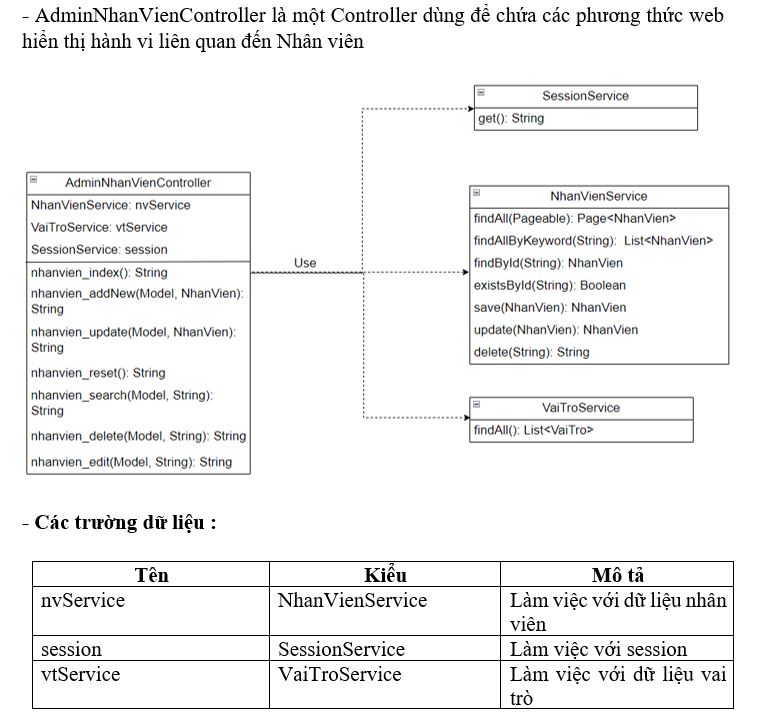 - AdminNhanVienController là một Controller dùng để chứa các phương thức web
hiển thị hành vi liên quan đến Nhân viên
SessionService
get(): String
AdminNhanVienController
NhanVienService: nvService
VaiTroService: vtService
SessionService: session
nhanvien_index(): String
nhanvien_addNew(Model, NhanVien):
String
nhanvien_update(Model, NhanVien):
String
nhanvien_reset(): String
nhanvien_search(Model, String):
String
nhanvien_delete(Model, String): String
nhanvien_edit(Model, String): String
Use
NhanVienService
findAll(Pageable): Page<NhanVien>
findAllByKeyword(String): List<NhanVien>
findById(String): NhanVien
existsById(String): Boolean
save(NhanVien): NhanVien
update(NhanVien): NhanVien
delete(String): String
VaiTroService
findAll(): List<VaiTro>
- Các trường dữ liệu :
Tên Kiểu Mô tả
nvService NhanVienService Làm việc với dữ liệu nhân
viên
session SessionService Làm việc với session
vtService VaiTroService Làm việc với dữ liệu vai
trò